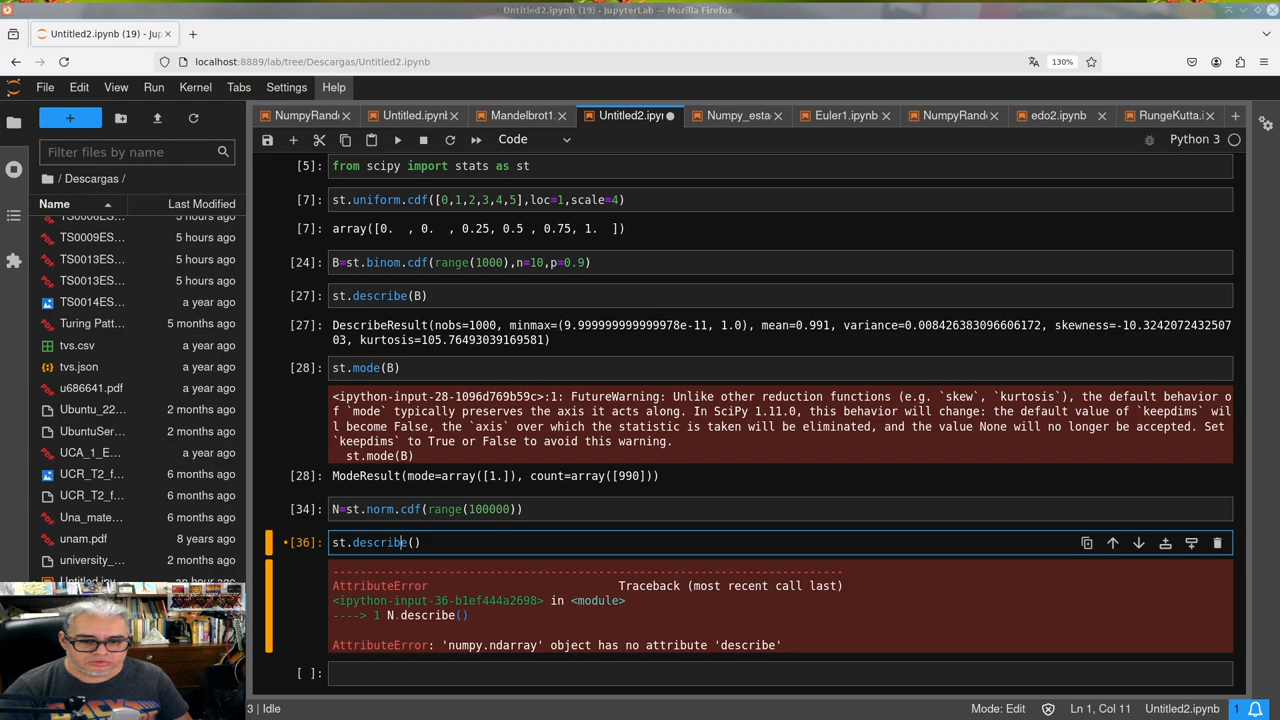 Untitled2.ipynb (19) - JupyterLab — Mozilla Firefox
Untitled2.ipynb (19) - Jup
localhost:8889/lab/tree/Descargas/Untitled2.ipynb
130%
File Edit View Run Kernel Tabs Settings Help
NumpyRand
Untitled.ipynb
Mandelbrot1.i
Untitled2.ipyn
Numpy_esta
Euler1.ipynb
NumpyRand
edo2.ipynb
RungeKutta.i
Code
Python 3
Filter files by name
/ Descargas /
Name Last Modified
TS0009ES… 5 hours ago
TS0013ES… 5 hours ago
TS0013ES… 5 hours ago
TS0014ES… a year ago
Turing Patt… 5 months ago
tvs.csv a year ago
tvs.json a year ago
u686641.pdf a year ago
Ubuntu_22… 2 months ago
UbuntuSer… 2 months ago
UCA_1_E… a year ago
UCR_T2_f… 6 months ago
UCR_T2_f… 6 months ago
Una_mate… 6 months ago
unam.pdf 8 years ago
university_… 2 months ago
Untitled.ipy… an hour ago
[5]: from scipy import stats as st
[7]: st.uniform.cdf([0,1,2,3,4,5],loc=1,scale=4)
[7]: array([0. , 0. , 0.25, 0.5 , 0.75, 1. ])
[24]: B=st.binom.cdf(range(1000),n=10,p=0.9)
[27]: st.describe(B)
[27]: DescribeResult(nobs=1000, minmax=(9.999999999999978e-11, 1.0), mean=0.991, variance=0.008426383096606172, skewness=-10.3242072432507
03, kurtosis=105.76493039169581)
[28]: st.mode(B)
<ipython-input-28-1096d769b59c>:1: FutureWarning: Unlike other reduction functions (e.g. `skew`, `kurtosis`), the default behavior o
f `mode` typically preserves the axis it acts along. In SciPy 1.11.0, this behavior will change: the default value of `keepdims` wil
l become False, the `axis` over which the statistic is taken will be eliminated, and the value None will no longer be accepted. Set
`keepdims` to True or False to avoid this warning.
st.mode(B)
[28]: ModeResult(mode=array([1.]), count=array([990]))
[34]: N=st.norm.cdf(range(100000))
•[36]: st.describe()
---------------------------------------------------------------------------
AttributeError Traceback (most recent call last)
<ipython-input-36-b1ef444a2698> in <module>
----> 1 N.describe()
AttributeError: 'numpy.ndarray' object has no attribute 'describe'
[ ]:
3 | Idle
Mode: Edit
Ln 1, Col 11
Untitled2.ipynb
1